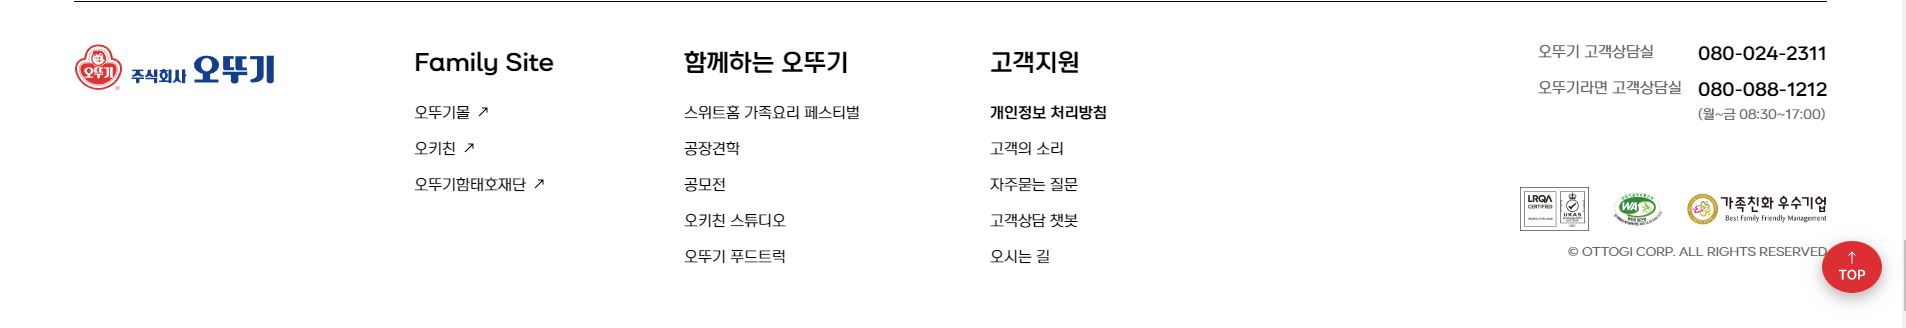 오뚜기
주식회사 오뚜기
Family Site
오뚜기몰 ↗
오키친 ↗
오뚜기함태호재단 ↗
함께하는 오뚜기
스위트홈 가족요리 페스티벌
공장견학
공모전
오키친 스튜디오
오뚜기 푸드트럭
고객지원
개인정보 처리방침
고객의 소리
자주묻는 질문
고객상담 챗봇
오시는 길
오뚜기 고객상담실 080-024-2311
오뚜기라면 고객상담실 080-088-1212
(월~금 08:30~17:00)
LRQA
CERTIFIED
UKAS
WA
가족친화 우수기업
Best Family Friendly Management
© OTTOGI CORP. ALL RIGHTS RESERVED
↑
TOP